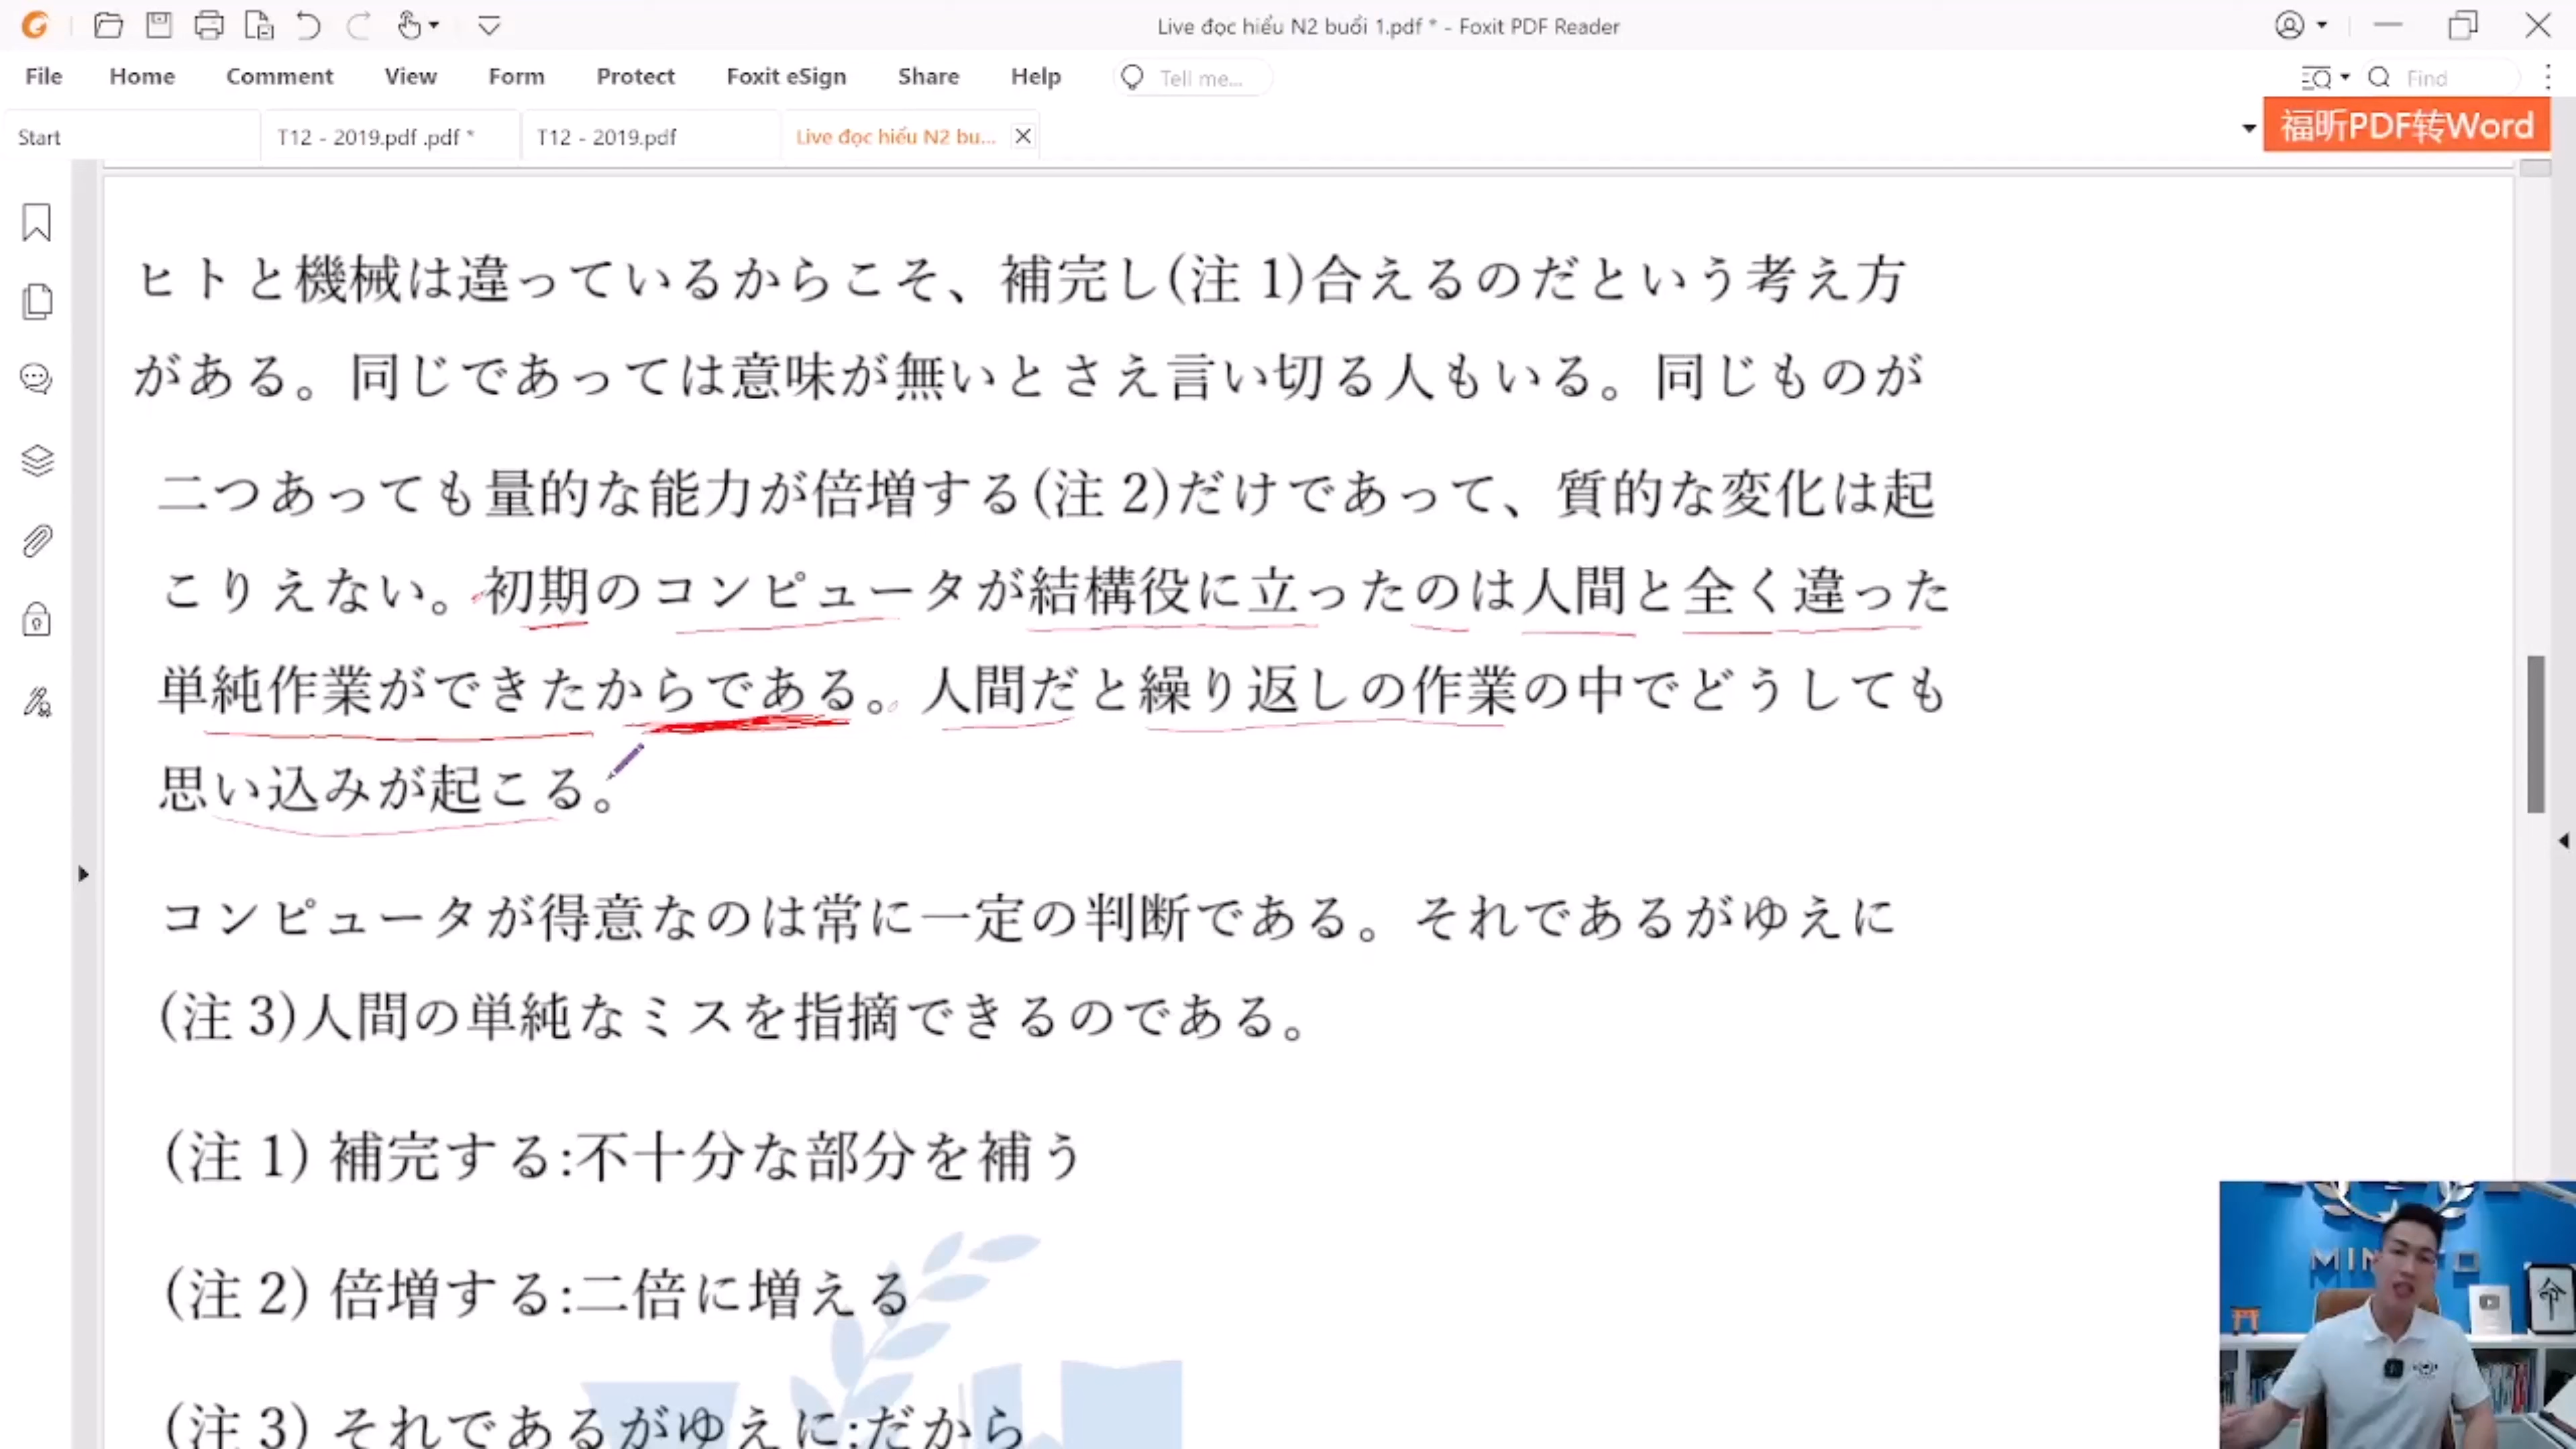 Live đọc hiểu N2 buổi 1.pdf * - Foxit PDF Reader
File Home Comment View Form Protect Foxit eSign Share Help Tell me... Find
Start T12 - 2019.pdf .pdf * T12 - 2019.pdf Live đọc hiểu N2 bu... 福昕PDF转Word
ヒトと機械は違っているからこそ、補完し(注 1)合えるのだという考え方
がある。同じであっては意味が無いとさえ言い切る人もいる。同じものが
二つあっても量的な能力が倍増する(注 2)だけであって、質的な変化は起
こりえない。初期のコンピュータが結構役に立ったのは人間と全く違った
単純作業ができたからである。人間だと繰り返しの作業の中でどうしても
思い込みが起こる。
コンピュータが得意なのは常に一定の判断である。それであるがゆえに
(注 3)人間の単純なミスを指摘できるのである。
(注 1) 補完する:不十分な部分を補う
(注 2) 倍増する:二倍に増える
(注 3) それであるがゆえに:だから